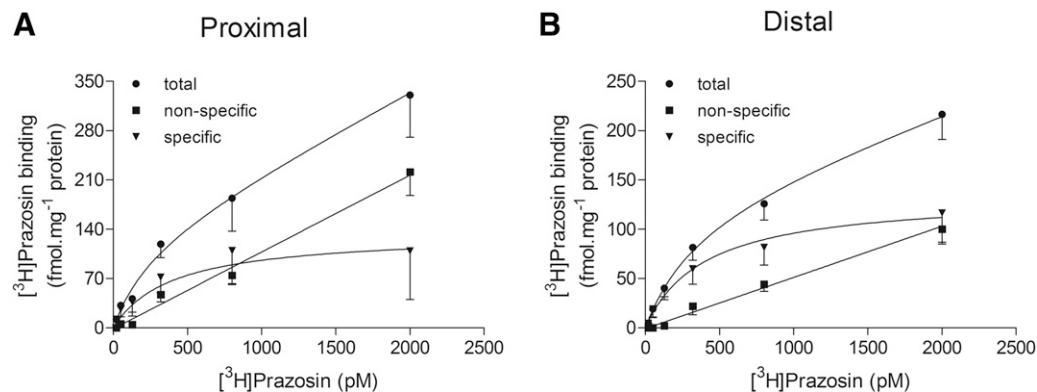 A
Proximal
total
non-specific
specific
350
280
210
140
70
0
[³H]Prazosin binding
(fmol.mg⁻¹ protein)
0 500 1000 1500 2000 2500
[³H]Prazosin (pM)
B
Distal
total
non-specific
specific
250
200
150
100
50
0
[³H]Prazosin binding
(fmol.mg⁻¹ protein)
0 500 1000 1500 2000 2500
[³H]Prazosin (pM)